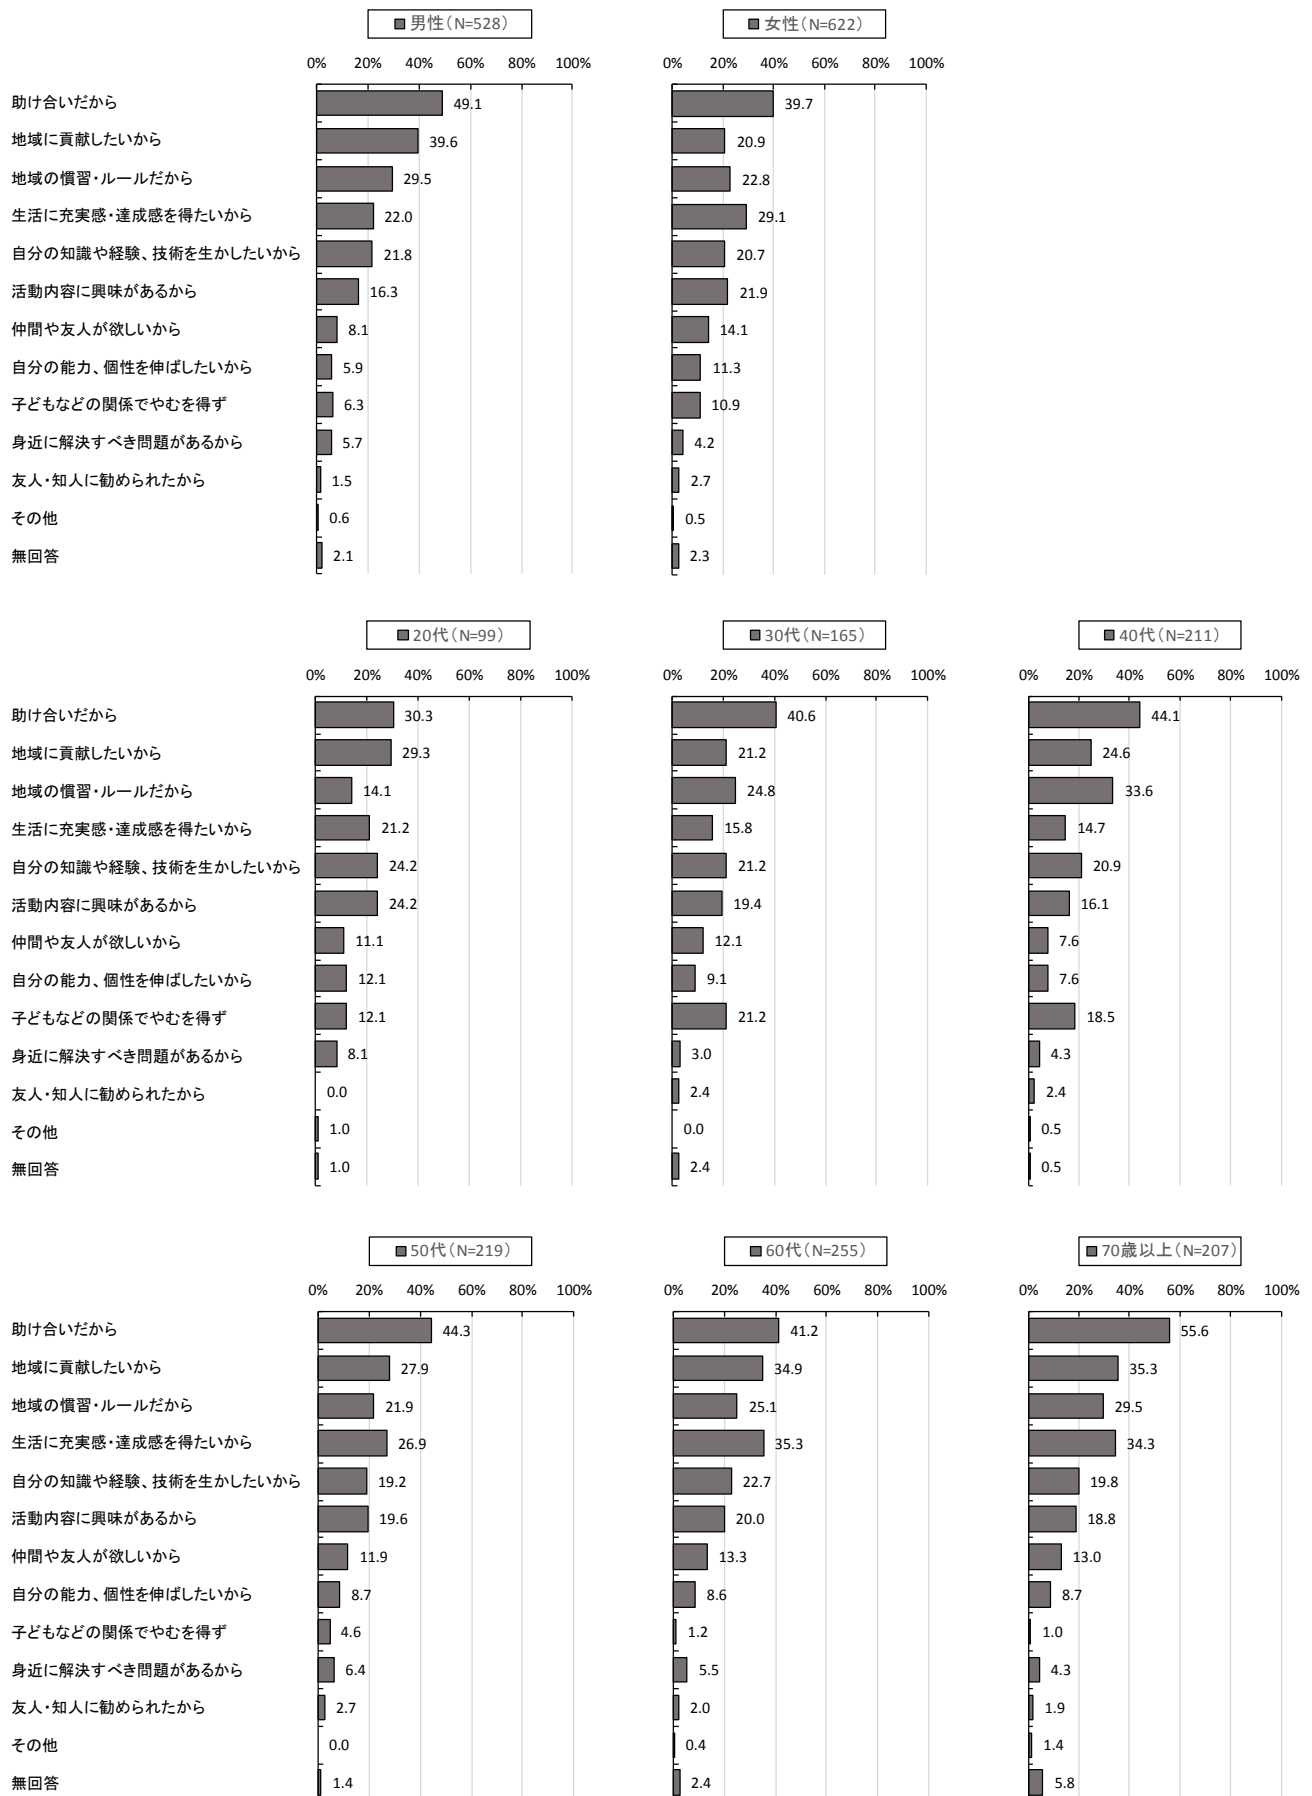 男性（N=528） 女性（N=622）
0% 20% 40% 60% 80% 100% 0% 20% 40% 60% 80% 100%
助け合いだから 49.1 39.7
地域に貢献したいから 39.6 20.9
地域の慣習・ルールだから 29.5 22.8
生活に充実感・達成感を得たいから 22.0 29.1
自分の知識や経験、技術を生かしたいから 21.8 20.7
活動内容に興味があるから 16.3 21.9
仲間や友人が欲しいから 8.1 14.1
自分の能力、個性を伸ばしたいから 5.9 11.3
子どもなどの関係でやむを得ず 6.3 10.9
身近に解決すべき問題があるから 5.7 4.2
友人・知人に勧められたから 1.5 2.7
その他 0.6 0.5
無回答 2.1 2.3
20代（N=99） 30代（N=165） 40代（N=211）
0% 20% 40% 60% 80% 100% 0% 20% 40% 60% 80% 100% 0% 20% 40% 60% 80% 100%
助け合いだから 30.3 40.6 44.1
地域に貢献したいから 29.3 21.2 24.6
地域の慣習・ルールだから 14.1 24.8 33.6
生活に充実感・達成感を得たいから 21.2 15.8 14.7
自分の知識や経験、技術を生かしたいから 24.2 21.2 20.9
活動内容に興味があるから 24.2 19.4 16.1
仲間や友人が欲しいから 11.1 12.1 7.6
自分の能力、個性を伸ばしたいから 12.1 9.1 7.6
子どもなどの関係でやむを得ず 12.1 21.2 18.5
身近に解決すべき問題があるから 8.1 3.0 4.3
友人・知人に勧められたから 0.0 2.4 2.4
その他 1.0 0.0 0.5
無回答 1.0 2.4 0.5
50代（N=219） 60代（N=255） 70歳以上（N=207）
0% 20% 40% 60% 80% 100% 0% 20% 40% 60% 80% 100% 0% 20% 40% 60% 80% 100%
助け合いだから 44.3 41.2 55.6
地域に貢献したいから 27.9 34.9 35.3
地域の慣習・ルールだから 21.9 25.1 29.5
生活に充実感・達成感を得たいから 26.9 35.3 34.3
自分の知識や経験、技術を生かしたいから 19.2 22.7 19.8
活動内容に興味があるから 19.6 20.0 18.8
仲間や友人が欲しいから 11.9 13.3 13.0
自分の能力、個性を伸ばしたいから 8.7 8.6 8.7
子どもなどの関係でやむを得ず 4.6 1.2 1.0
身近に解決すべき問題があるから 6.4 5.5 4.3
友人・知人に勧められたから 2.7 2.0 1.9
その他 0.0 0.4 1.4
無回答 1.4 2.4 5.8